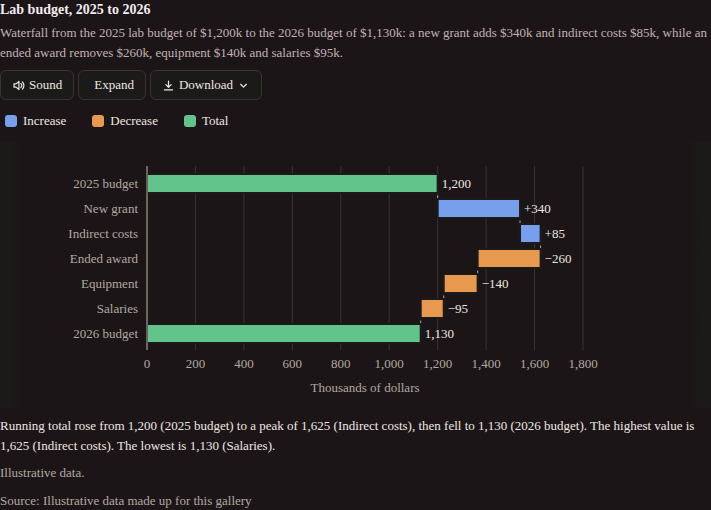 Lab budget, 2025 to 2026
Waterfall from the 2025 lab budget of $1,200k to the 2026 budget of $1,130k: a new grant adds $340k and indirect costs $85k, while an
ended award removes $260k, equipment $140k and salaries $95k.
Sound Expand Download
Increase Decrease Total
2025 budget 1,200
New grant +340
Indirect costs +85
Ended award −260
Equipment −140
Salaries −95
2026 budget 1,130
0 200 400 600 800 1,000 1,200 1,400 1,600 1,800
Thousands of dollars
Running total rose from 1,200 (2025 budget) to a peak of 1,625 (Indirect costs), then fell to 1,130 (2026 budget). The highest value is
1,625 (Indirect costs). The lowest is 1,130 (Salaries).
Illustrative data.
Source: Illustrative data made up for this gallery